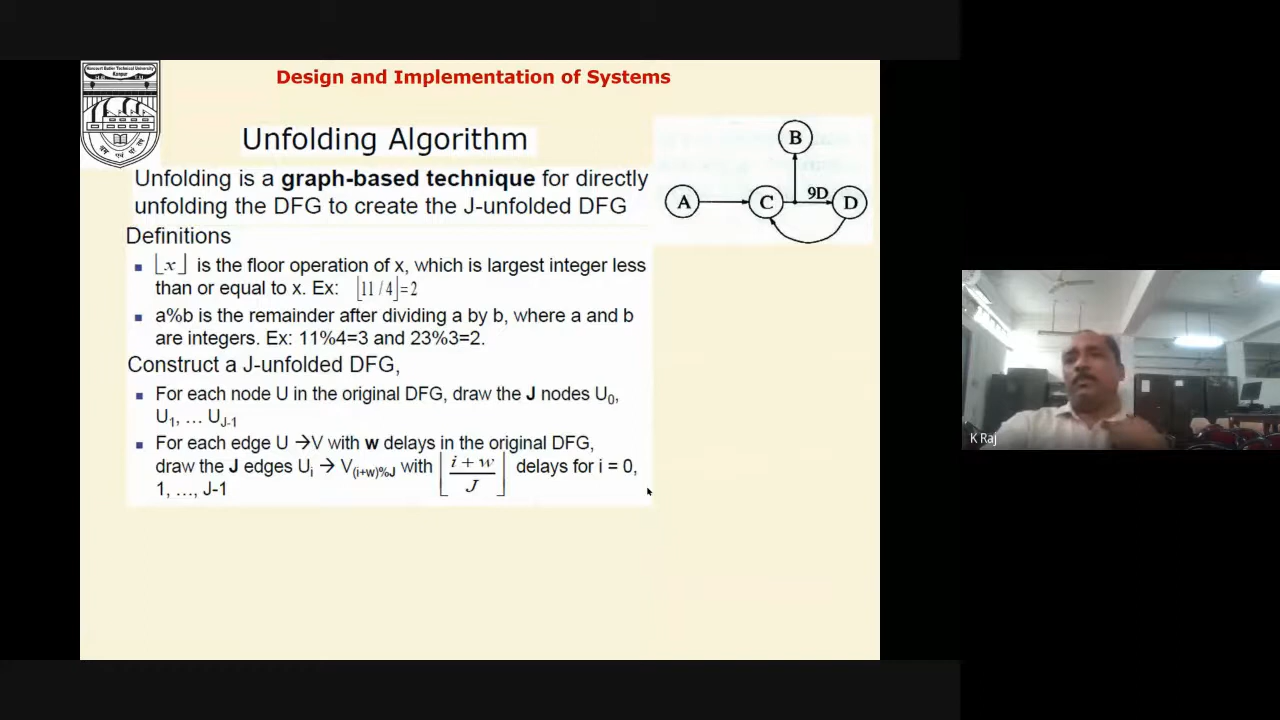 Harcourt Butler Technical University
Kanpur
Design and Implementation of Systems
Unfolding Algorithm
Unfolding is a graph-based technique for directly
unfolding the DFG to create the J-unfolded DFG
Definitions
▪ ⌊x⌋ is the floor operation of x, which is largest integer less
than or equal to x. Ex: ⌊11/4⌋=2
▪ a%b is the remainder after dividing a by b, where a and b
are integers. Ex: 11%4=3 and 23%3=2.
Construct a J-unfolded DFG,
▪ For each node U in the original DFG, draw the J nodes U0,
U1, ... UJ-1
▪ For each edge U →V with w delays in the original DFG,
draw the J edges Ui → V(i+w)%J with ⌊(i + w)/J⌋ delays for i = 0,
1, ..., J-1
B
A C 9D D
K Raj